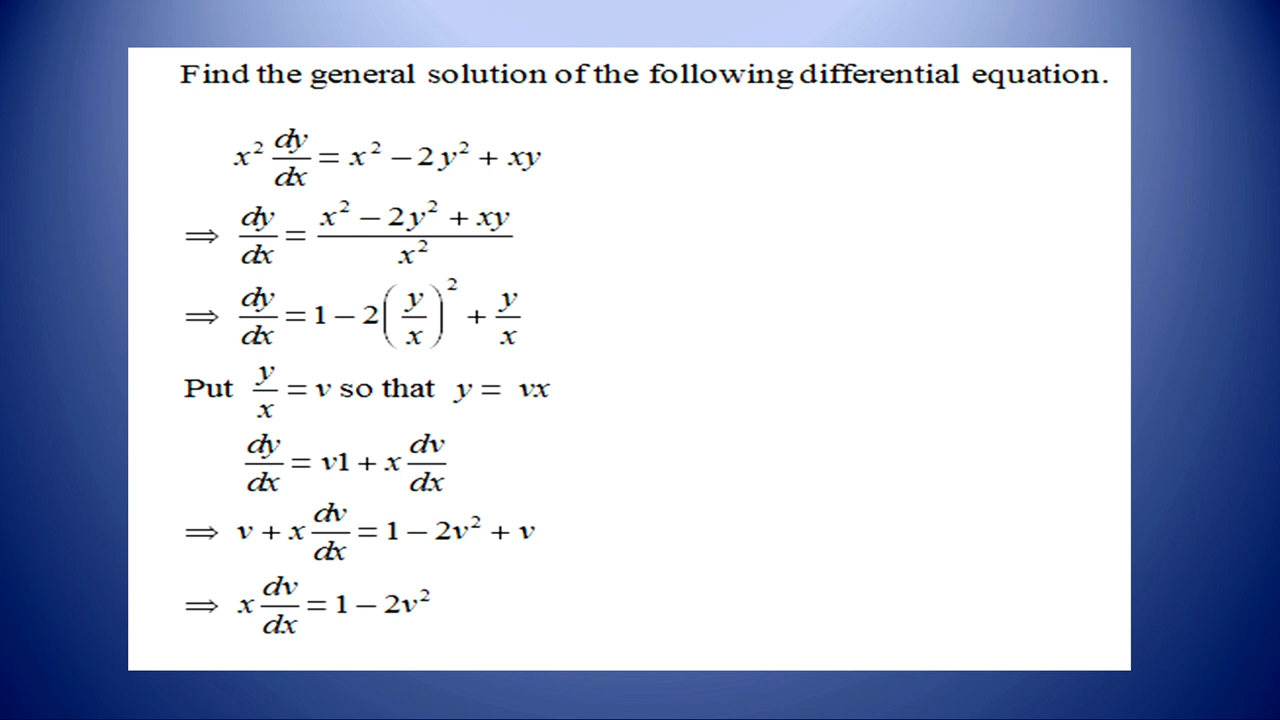 Find the general solution of the following differential equation.
x² dy/dx = x² − 2y² + xy
⇒ dy/dx = (x² − 2y² + xy)/x²
⇒ dy/dx = 1 − 2(y/x)² + y/x
Put y/x = v so that y = vx
dy/dx = v1 + x dv/dx
⇒ v + x dv/dx = 1 − 2v² + v
⇒ x dv/dx = 1 − 2v²